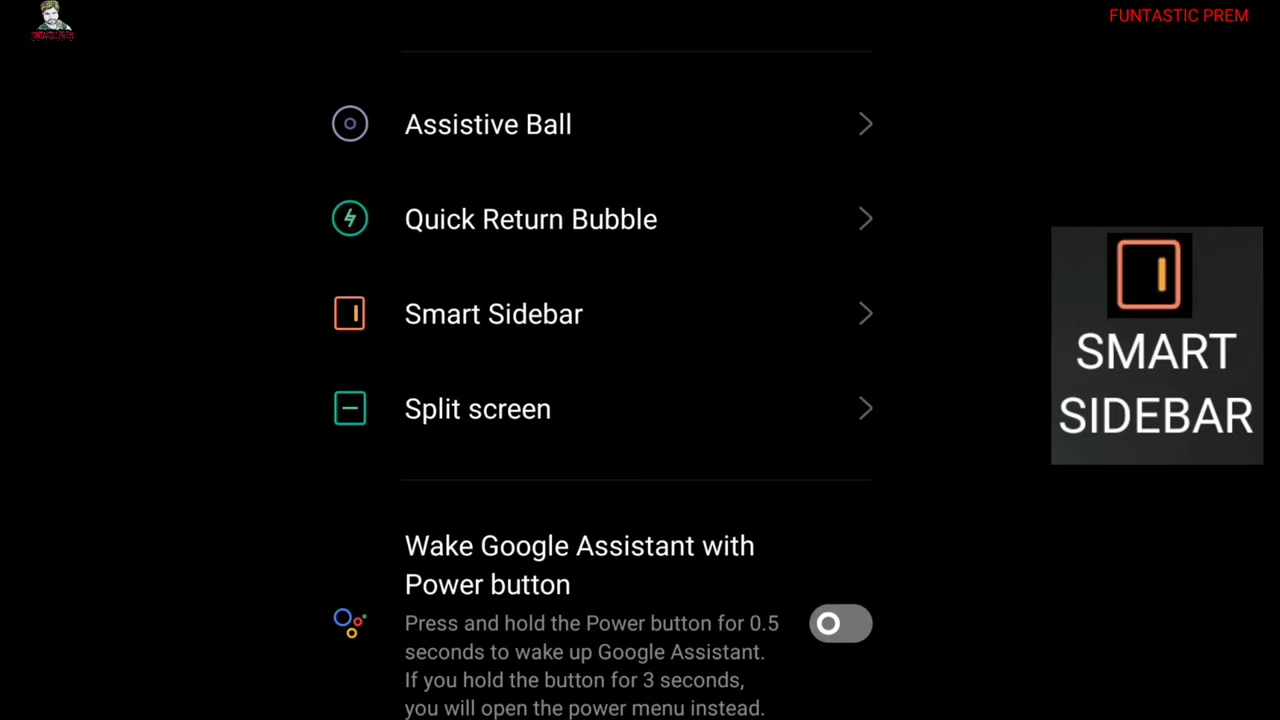 FUNTASTIC PREM
Assistive Ball
Quick Return Bubble
Smart Sidebar
Split screen
SMART
SIDEBAR
Wake Google Assistant with
Power button
Press and hold the Power button for 0.5
seconds to wake up Google Assistant.
If you hold the button for 3 seconds,
you will open the power menu instead.